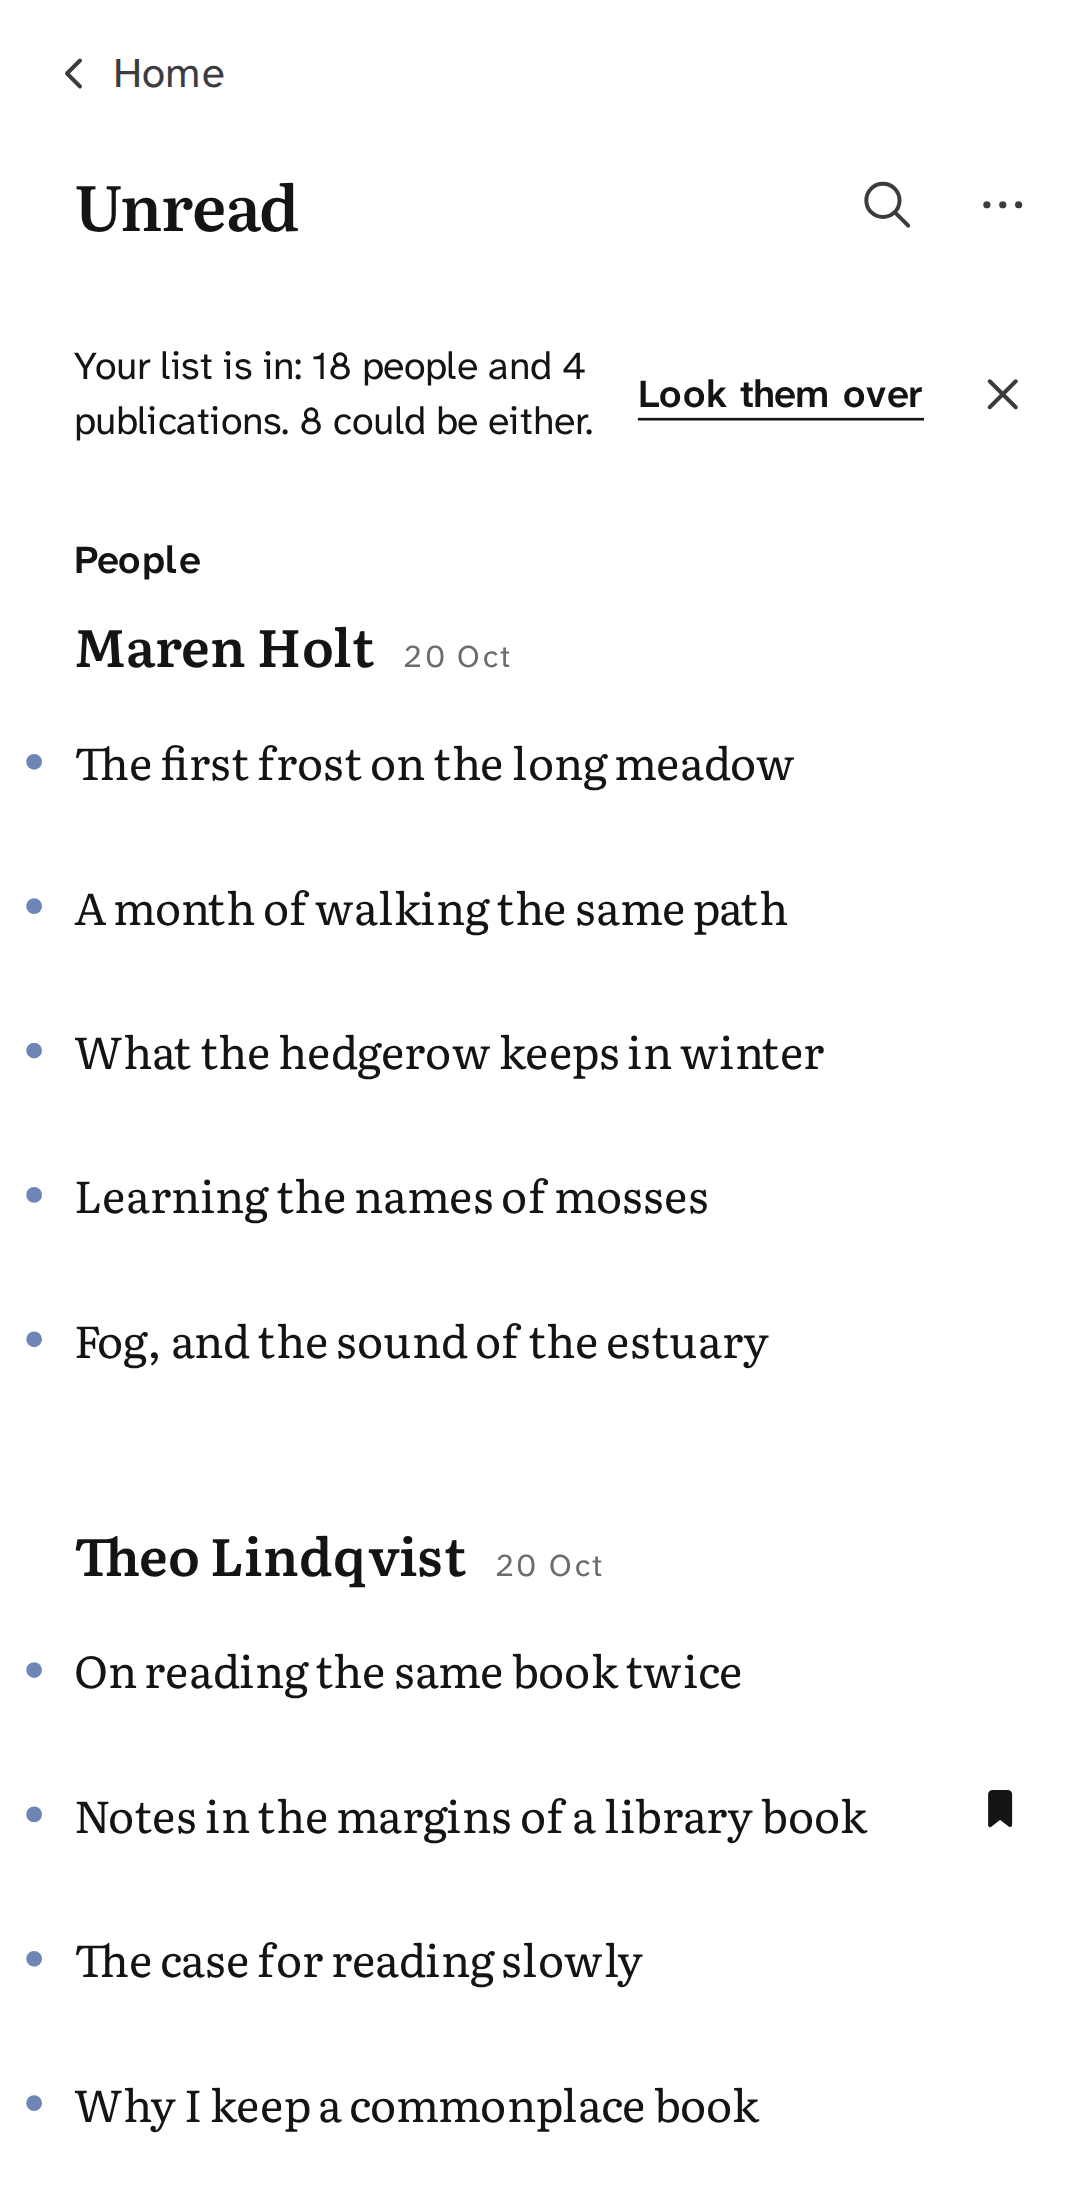 Home
Unread
Your list is in: 18 people and 4
publications. 8 could be either.
Look them over
People
Maren Holt 20 Oct
The first frost on the long meadow
A month of walking the same path
What the hedgerow keeps in winter
Learning the names of mosses
Fog, and the sound of the estuary
Theo Lindqvist 20 Oct
On reading the same book twice
Notes in the margins of a library book
The case for reading slowly
Why I keep a commonplace book